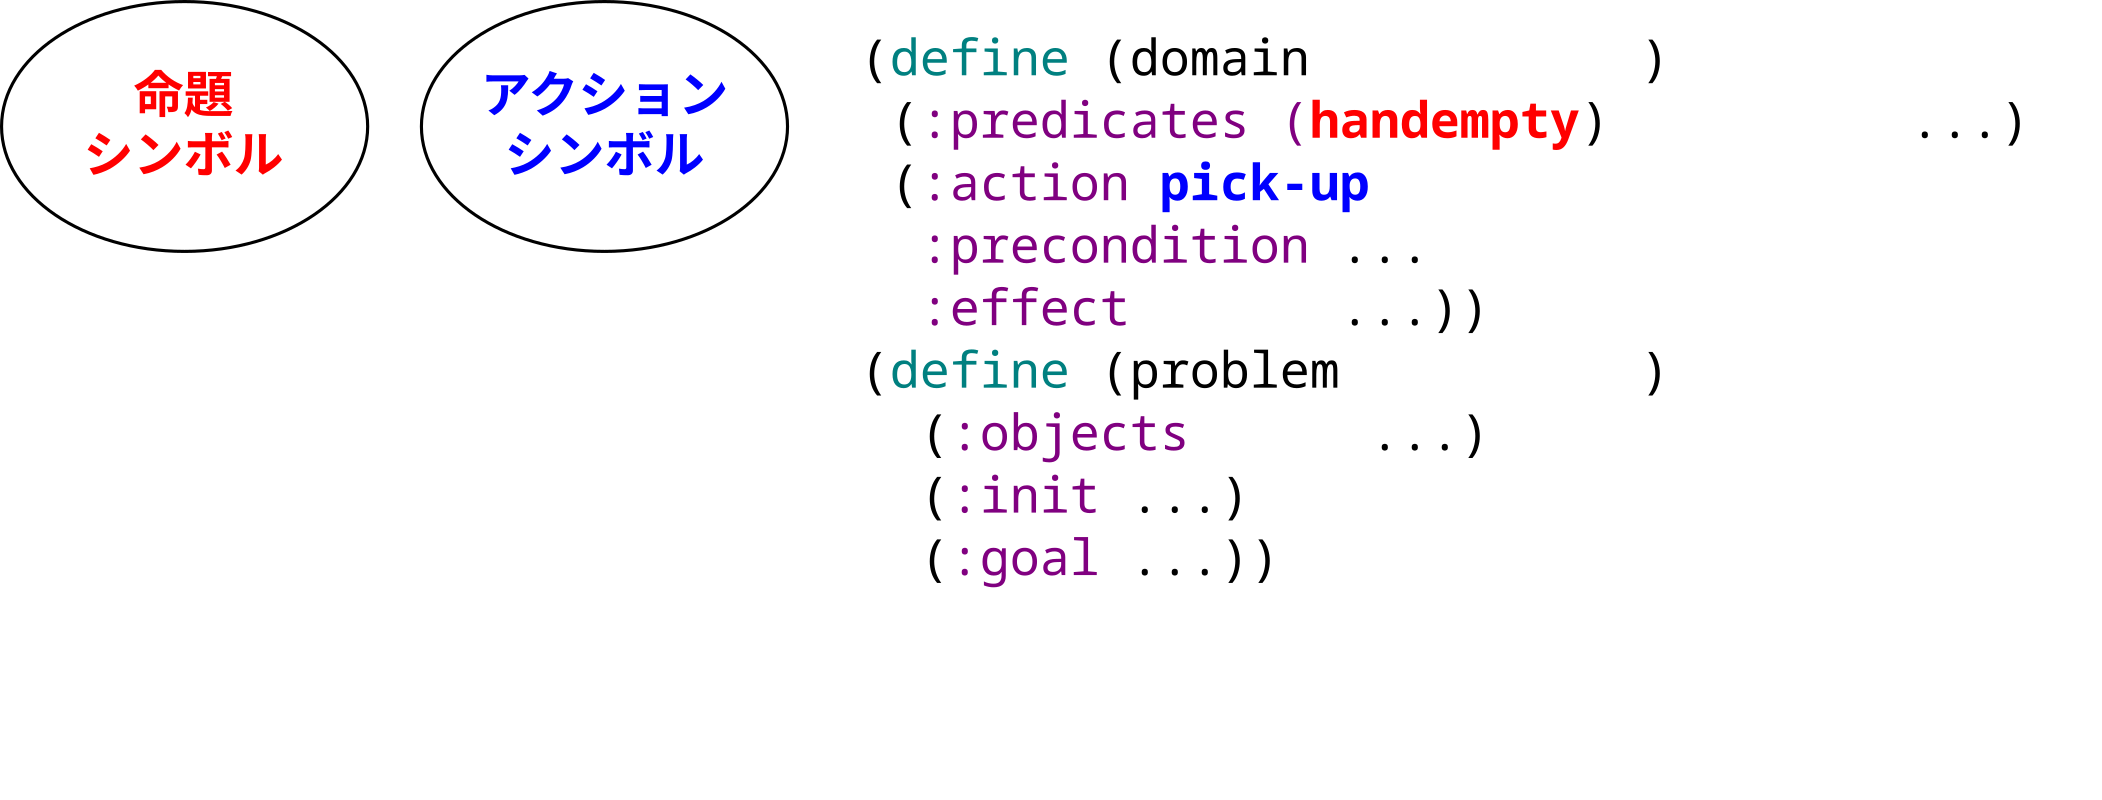 命題
シンボル
アクション
シンボル
(define (domain           )
 (:predicates (handempty)          ...)
 (:action pick-up
  :precondition ...
  :effect       ...))
(define (problem          )
  (:objects      ...)
  (:init ...)
  (:goal ...))